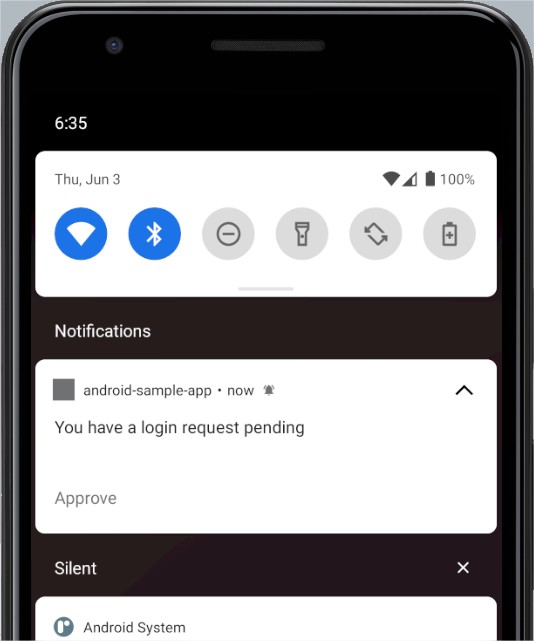 6:35
Thu, Jun 3 100%
Notifications
android-sample-app • now
You have a login request pending
Approve
Silent
Android System